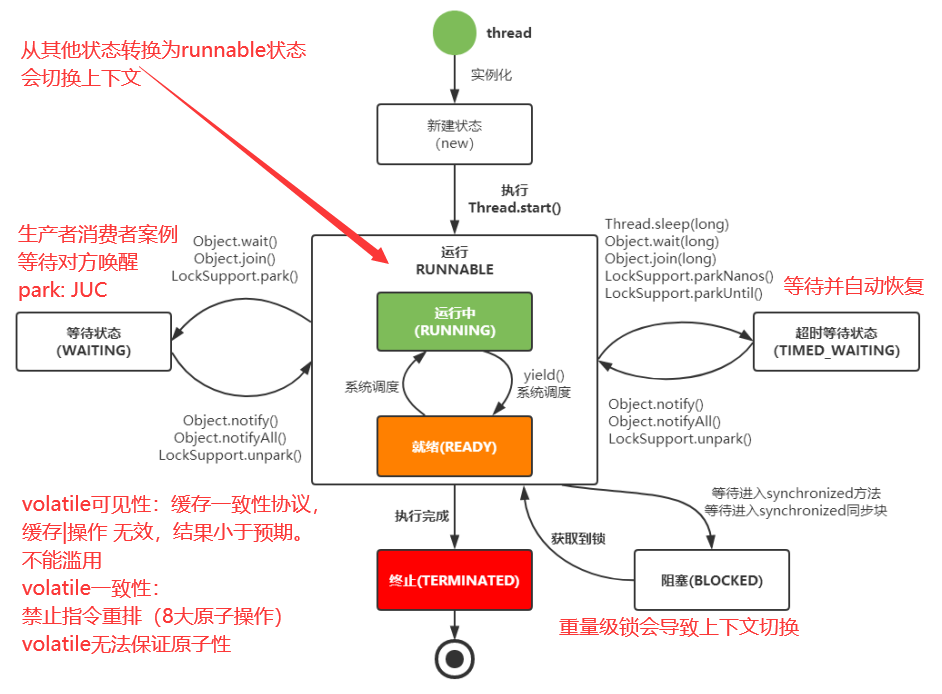 thread
从其他状态转换为runnable状态
会切换上下文
实例化
新建状态
(new)
执行
Thread.start()
生产者消费者案例
等待对方唤醒
park: JUC
Object.wait()
Object.join()
LockSupport.park()
等待状态
(WAITING)
Object.notify()
Object.notifyAll()
LockSupport.unpark()
运行
RUNNABLE
运行中
(RUNNING)
系统调度
yield()
系统调度
就绪(READY)
Thread.sleep(long)
Object.wait(long)
Object.join(long)
LockSupport.parkNanos()
LockSupport.parkUntil()
等待并自动恢复
超时等待状态
(TIMED_WAITING)
Object.notify()
Object.notifyAll()
LockSupport.unpark()
volatile可见性：缓存一致性协议，
缓存|操作 无效，结果小于预期。
不能滥用
volatile一致性：
禁止指令重排（8大原子操作）
volatile无法保证原子性
执行完成
终止(TERMINATED)
等待进入synchronized方法
等待进入synchronized同步块
获取到锁
阻塞(BLOCKED)
重量级锁会导致上下文切换